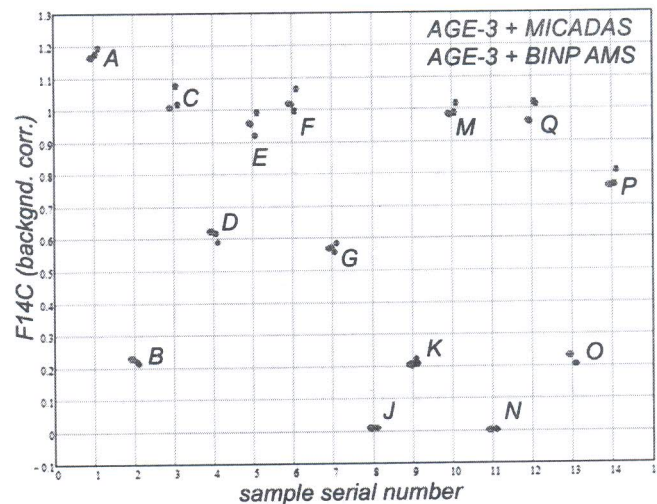 AGE-3 + MICADAS
AGE-3 + BINP AMS
F14C (backgnd. corr.)
1.3
1.2
1.1
1
0.9
0.8
0.7
0.6
0.5
0.4
0.3
0.2
0.1
0
-0.1
A
C
E
F
M
Q
P
D
G
B
K
O
J
N
0 1 2 3 4 5 6 7 8 9 10 11 12 13 14 15
sample serial number